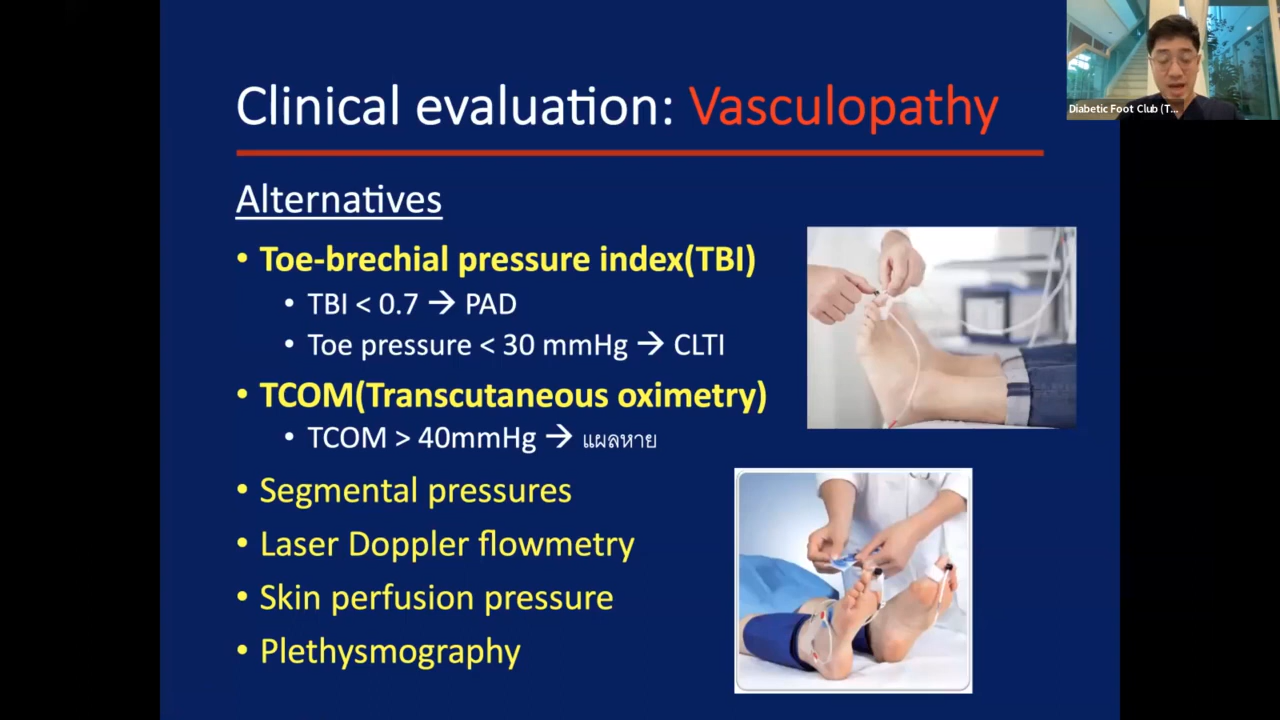 Clinical evaluation: Vasculopathy
Diabetic Foot Club (T...
Alternatives
• Toe-brechial pressure index(TBI)
• TBI < 0.7 → PAD
• Toe pressure < 30 mmHg → CLTI
• TCOM(Transcutaneous oximetry)
• TCOM > 40mmHg → แผลหาย
• Segmental pressures
• Laser Doppler flowmetry
• Skin perfusion pressure
• Plethysmography